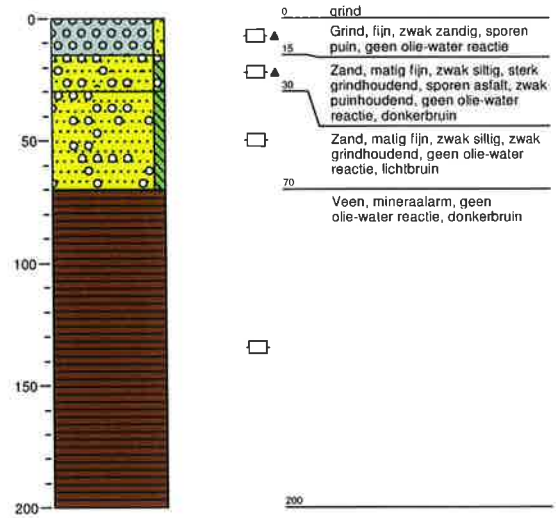 0
50
100
150
200
0 grind
Grind, fijn, zwak zandig, sporen
puin, geen olie-water reactie
15
Zand, matig fijn, zwak siltig, sterk
grindhoudend, sporen asfalt, zwak
puinhoudend, geen olie-water
reactie, donkerbruin
30
Zand, matig fijn, zwak siltig, zwak
grindhoudend, geen olie-water
reactie, lichtbruin
70
Veen, mineraalarm, geen
olie-water reactie, donkerbruin
200